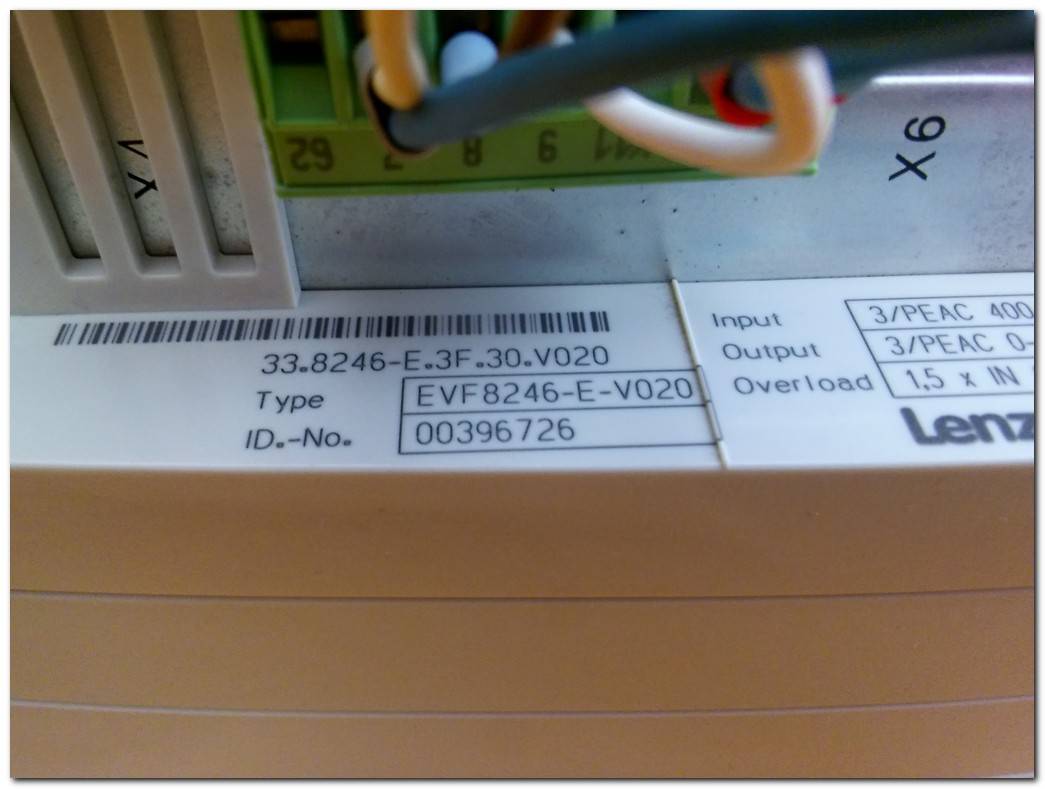 62 7 8 9
X6
33.8246-E.3F.30.V020
Type EVF8246-E-V020
ID.-No. 00396726
Input 3/PEAC 400
Output 3/PEAC 0-
Overload 1,5 x IN
Lenz